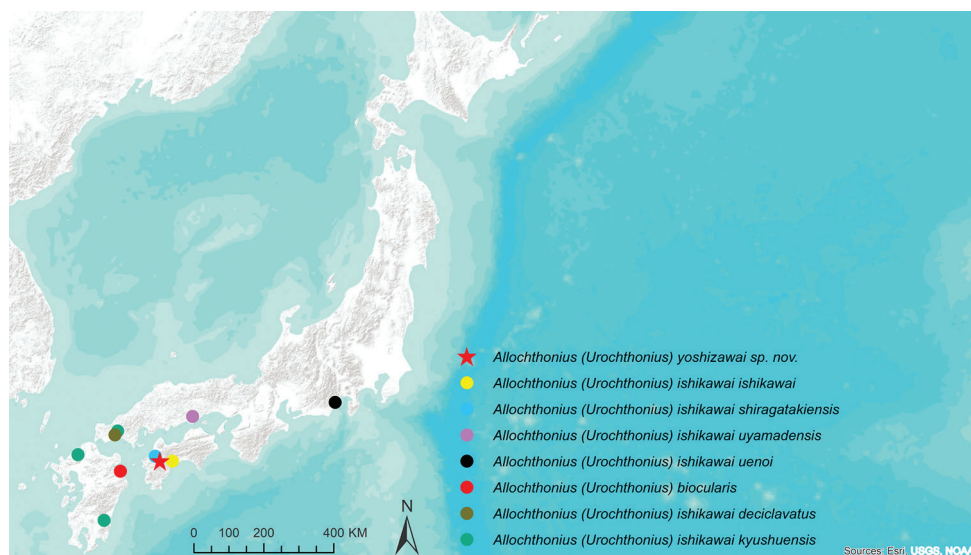 Allochthonius (Urochthonius) yoshizawai sp. nov.
Allochthonius (Urochthonius) ishikawai ishikawai
Allochthonius (Urochthonius) ishikawai shiragatakiensis
Allochthonius (Urochthonius) ishikawai uyamadensis
Allochthonius (Urochthonius) ishikawai uenoi
Allochthonius (Urochthonius) biocularis
Allochthonius (Urochthonius) ishikawai deciclavatus
Allochthonius (Urochthonius) ishikawai kyushuensis
N
0 100 200 400 KM
Sources: Esri, USGS, NOAA